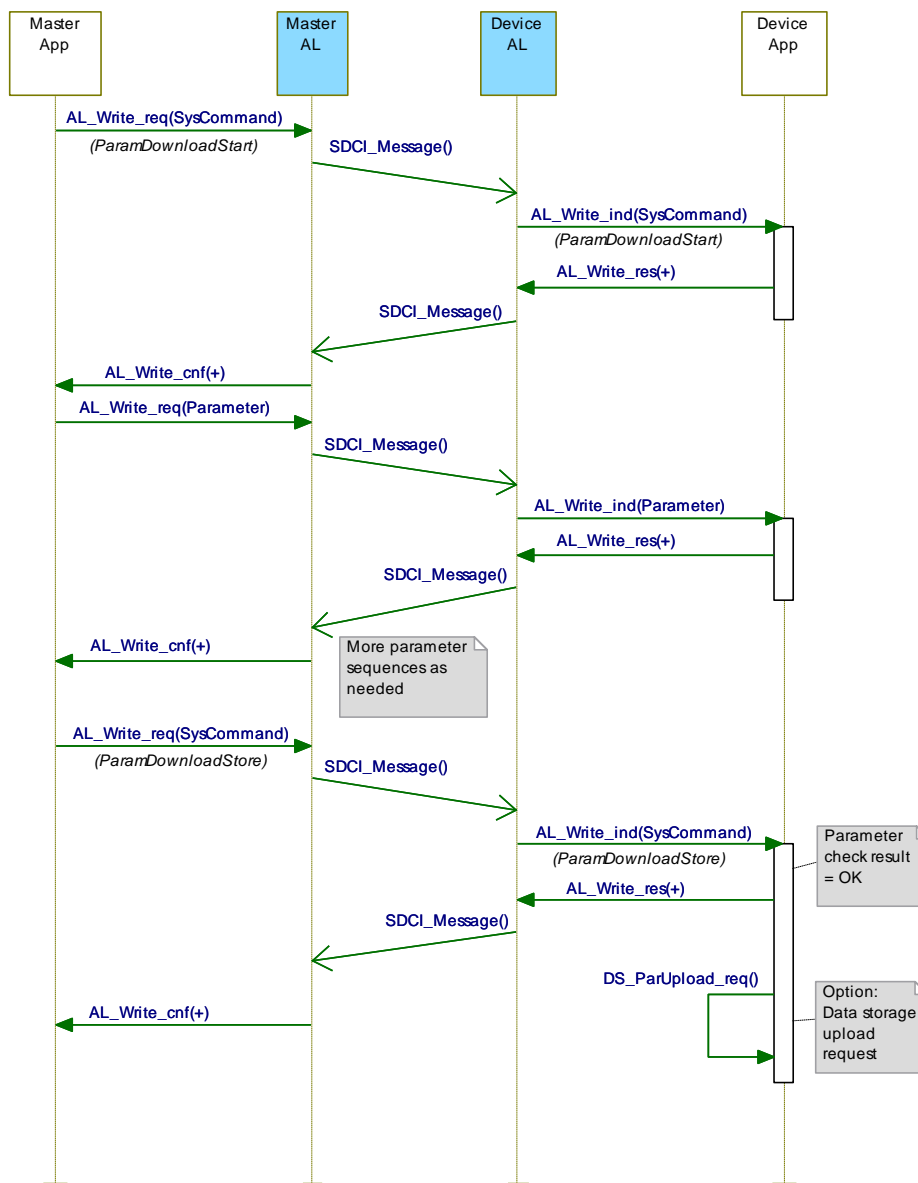 Master
App
Master
AL
Device
AL
Device
App
AL_Write_req(SysCommand)
(ParamDownloadStart)
SDCI_Message()
AL_Write_ind(SysCommand)
(ParamDownloadStart)
AL_Write_res(+)
SDCI_Message()
AL_Write_cnf(+)
AL_Write_req(Parameter)
SDCI_Message()
AL_Write_ind(Parameter)
AL_Write_res(+)
SDCI_Message()
AL_Write_cnf(+)
More parameter
sequences as
needed
AL_Write_req(SysCommand)
(ParamDownloadStore)
SDCI_Message()
AL_Write_ind(SysCommand)
(ParamDownloadStore)
Parameter
check result
= OK
AL_Write_res(+)
SDCI_Message()
DS_ParUpload_req()
Option:
Data storage
upload
request
AL_Write_cnf(+)